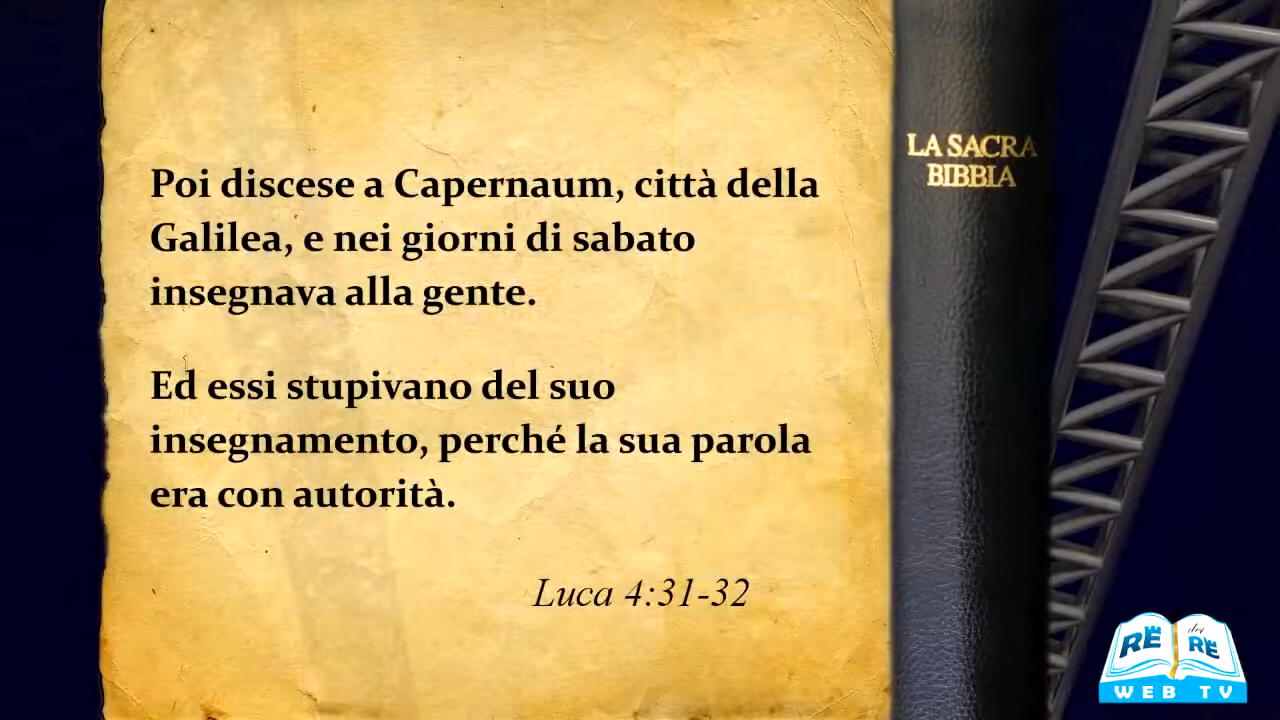 Poi discese a Capernaum, città della
Galilea, e nei giorni di sabato
insegnava alla gente.
Ed essi stupivano del suo
insegnamento, perché la sua parola
era con autorità.
Luca 4:31-32
LA SACRA
BIBBIA
RE dei RE
WEB TV